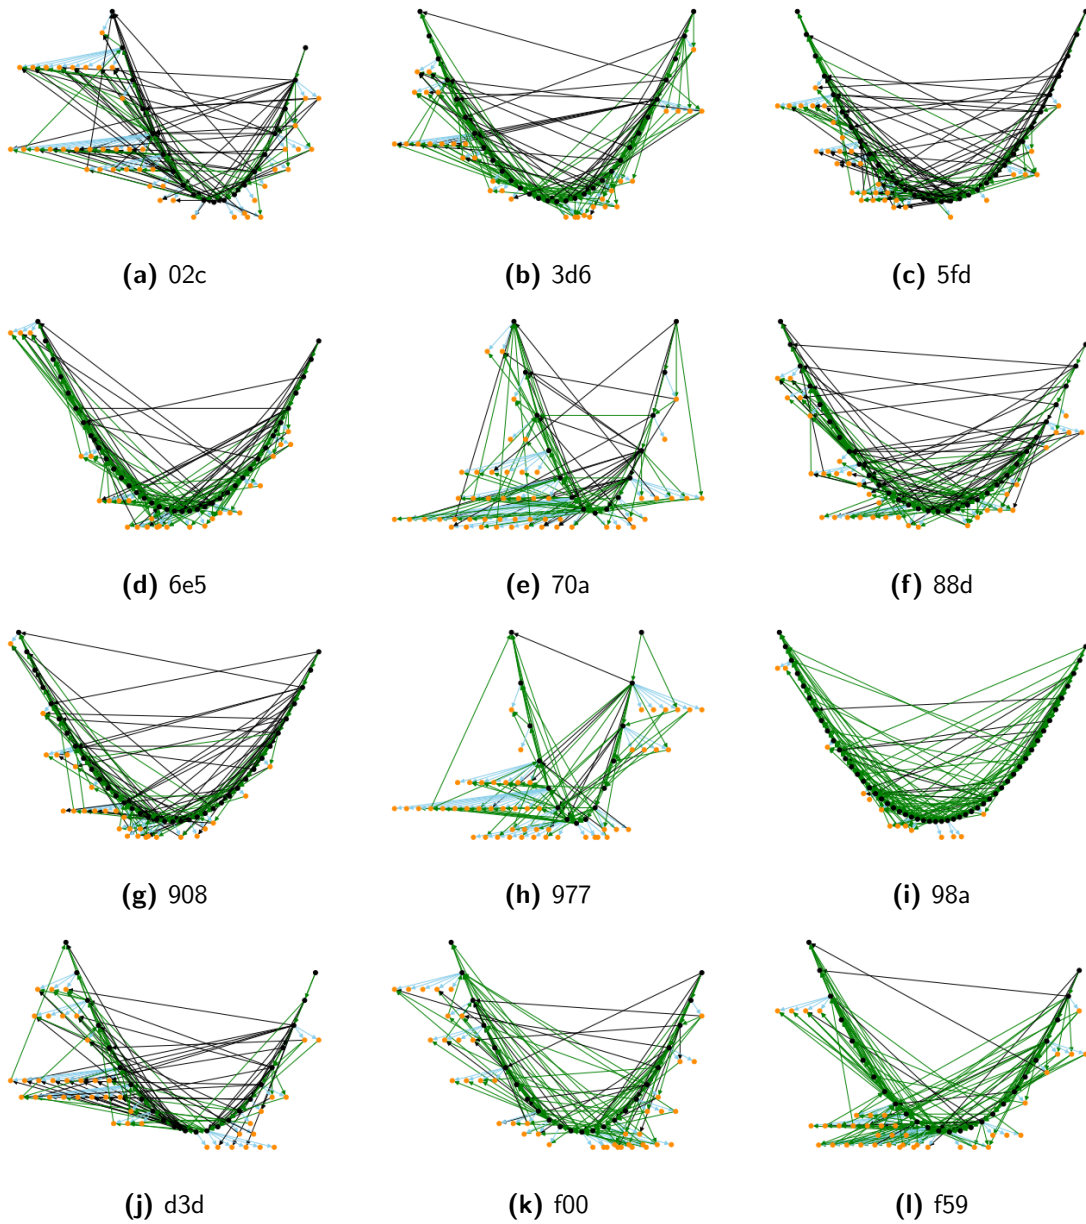 (a) 02c (b) 3d6 (c) 5fd
(d) 6e5 (e) 70a (f) 88d
(g) 908 (h) 977 (i) 98a
(j) d3d (k) f00 (l) f59